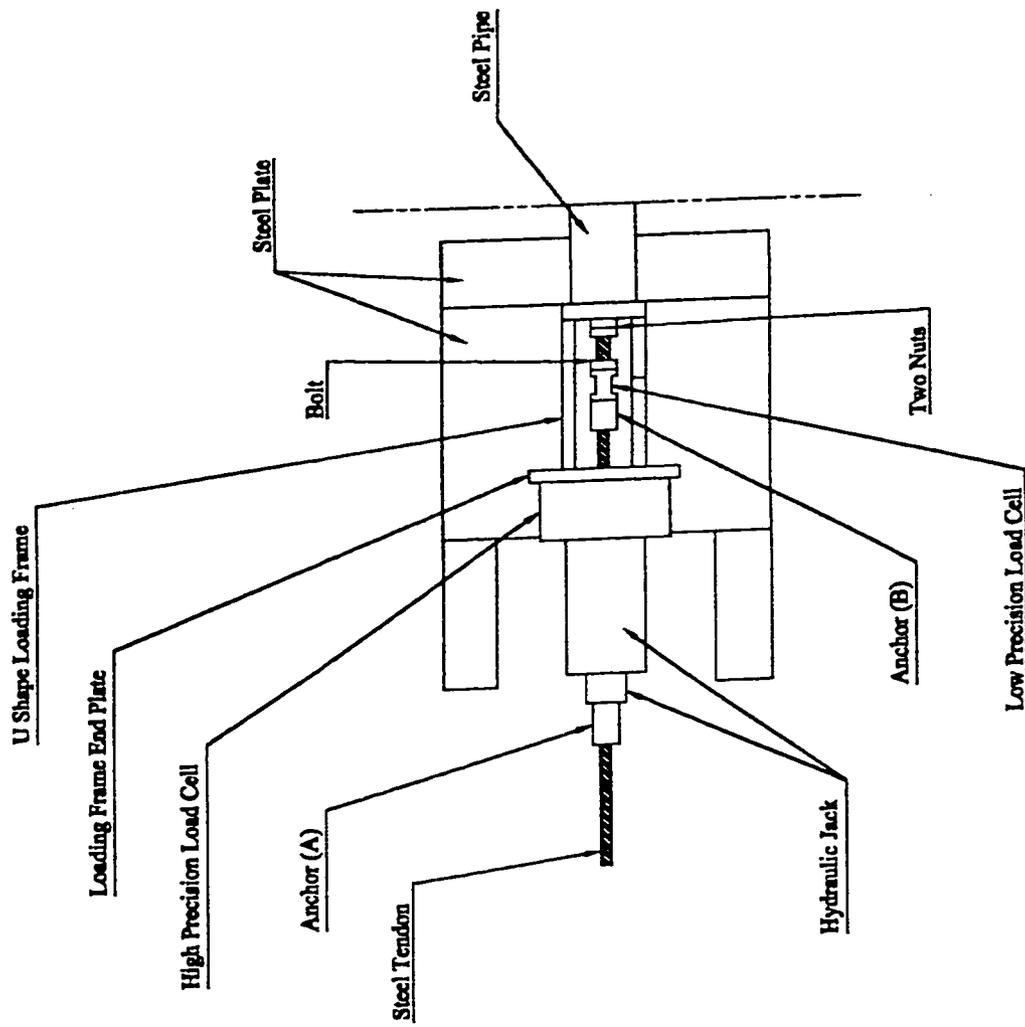 U Shape Loading Frame
Loading Frame End Plate
High Precision Load Cell
Anchor (A)
Steel Tendon
Bolt
Steel Plate
Steel Pipe
Hydraulic Jack
Anchor (B)
Two Nuts
Low Precision Load Cell